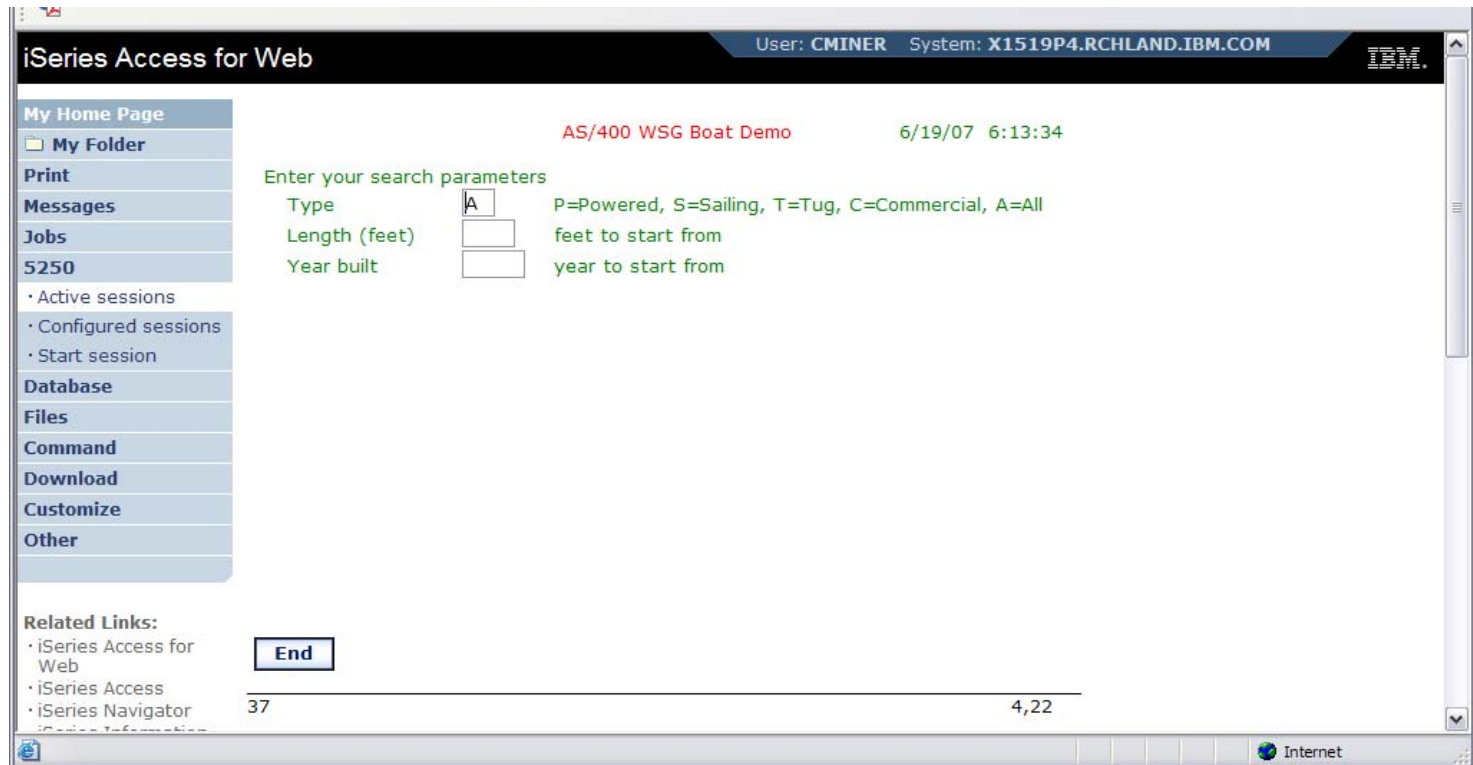 iSeries Access for Web
User: CMINER System: X1519P4.RCHLAND.IBM.COM
IBM.
My Home Page
My Folder
Print
Messages
Jobs
5250
· Active sessions
· Configured sessions
· Start session
Database
Files
Command
Download
Customize
Other
Related Links:
· iSeries Access for
Web
· iSeries Access
· iSeries Navigator
· iSeries Information
AS/400 WSG Boat Demo 6/19/07 6:13:34
Enter your search parameters
Type A P=Powered, S=Sailing, T=Tug, C=Commercial, A=All
Length (feet) feet to start from
Year built year to start from
End
37 4,22
Internet